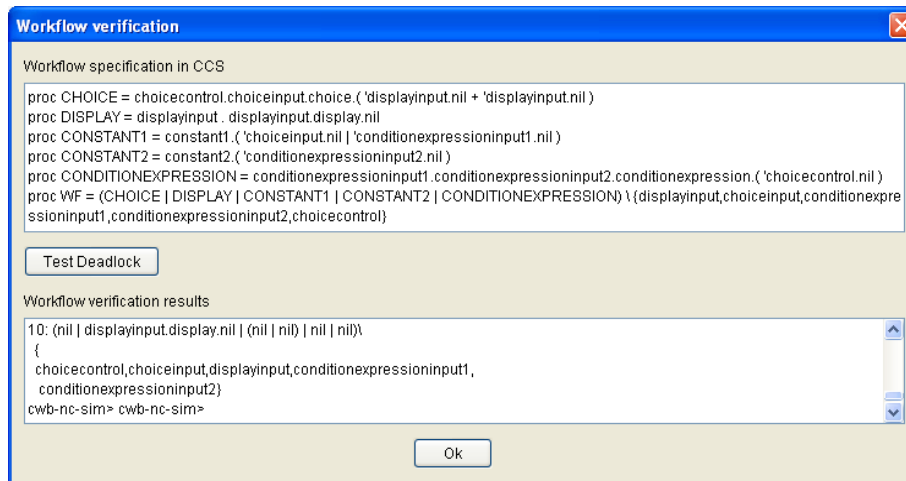 Workflow verification
Workflow specification in CCS
proc CHOICE = choicecontrol.choiceinput.choice.( 'displayinput.nil + 'displayinput.nil )
proc DISPLAY = displayinput . displayinput.display.nil
proc CONSTANT1 = constant1.( 'choiceinput.nil | 'conditionexpressioninput1.nil )
proc CONSTANT2 = constant2.( 'conditionexpressioninput2.nil )
proc CONDITIONEXPRESSION = conditionexpressioninput1.conditionexpressioninput2.conditionexpression.( 'choicecontrol.nil )
proc WF = (CHOICE | DISPLAY | CONSTANT1 | CONSTANT2 | CONDITIONEXPRESSION) \ {displayinput,choiceinput,conditionexpre
ssioninput1,conditionexpressioninput2,choicecontrol}
Test Deadlock
Workflow verification results
10: (nil | displayinput.display.nil | (nil | nil) | nil | nil)\
{
choicecontrol,choiceinput,displayinput,conditionexpressioninput1,
conditionexpressioninput2}
cwb-nc-sim> cwb-nc-sim>
Ok